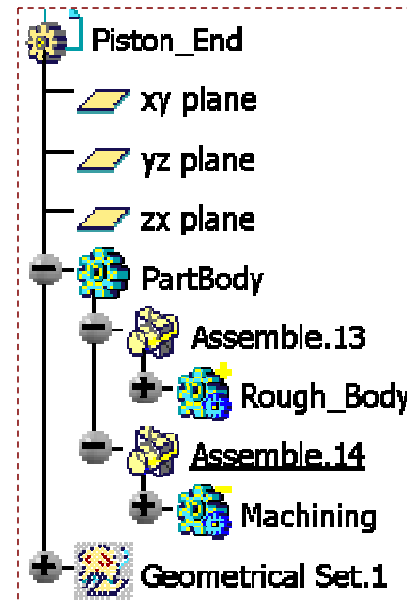 Piston_End
xy plane
yz plane
zx plane
PartBody
Assemble.13
Rough_Body
Assemble.14
Machining
Geometrical Set.1